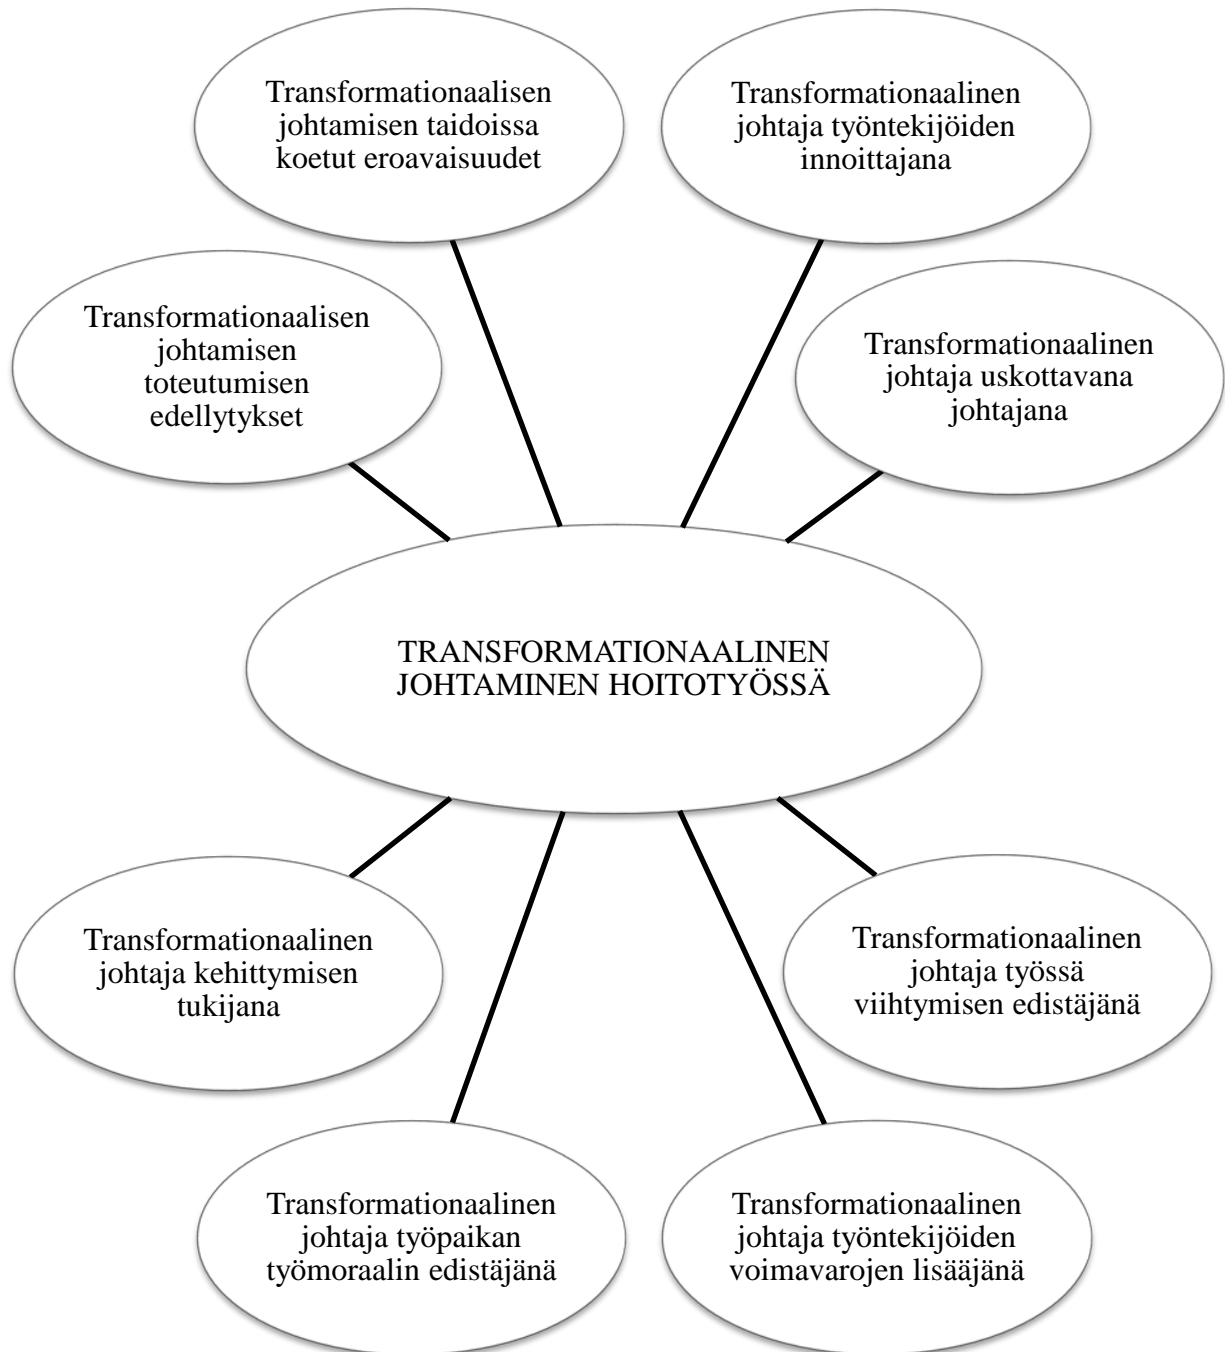 Transformationaalisen
johtamisen taidoissa
koetut eroavaisuudet
Transformationaalinen
johtaja työntekijöiden
innoittajana
Transformationaalisen
johtamisen
toteutumisen
edellytykset
Transformationaalinen
johtaja uskottavana
johtajana
TRANSFORMATIONAALINEN
JOHTAMINEN HOITOTYÖSSÄ
Transformationaalinen
johtaja kehittymisen
tukijana
Transformationaalinen
johtaja työssä
viihtymisen edistäjänä
Transformationaalinen
johtaja työpaikan
työmoraalin edistäjänä
Transformationaalinen
johtaja työntekijöiden
voimavarojen lisääjänä